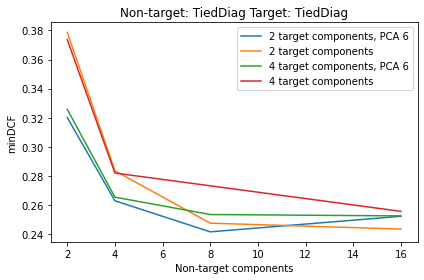 Non-target: TiedDiag Target: TiedDiag
2 target components, PCA 6
2 target components
4 target components, PCA 6
4 target components
minDCF
0.38
0.36
0.34
0.32
0.30
0.28
0.26
0.24
2 4 6 8 10 12 14 16
Non-target components